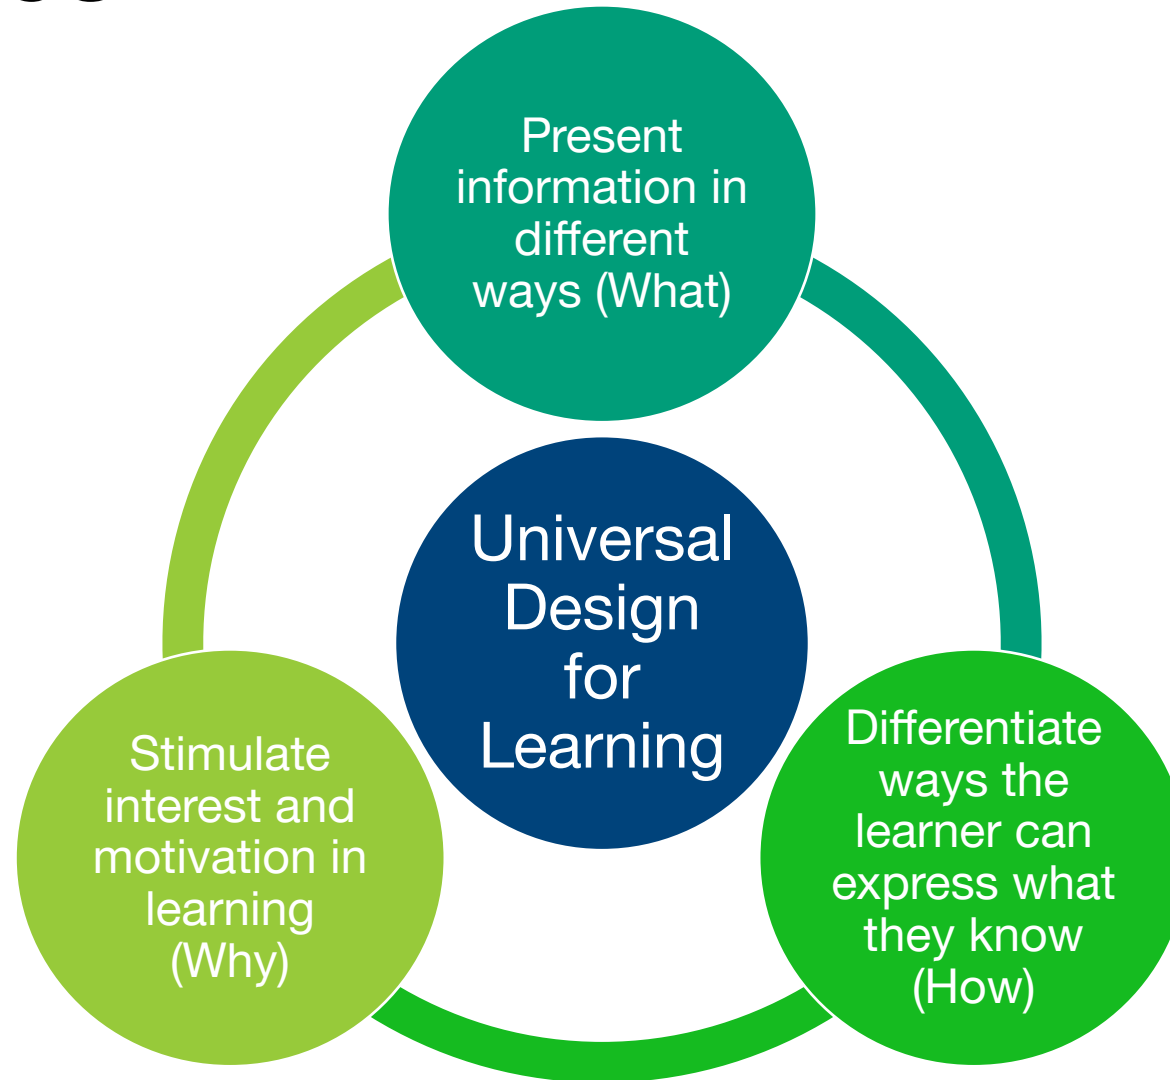 Present
information in
different
ways (What)
Universal
Design
for
Learning
Stimulate
interest and
motivation in
learning
(Why)
Differentiate
ways the
learner can
express what
they know
(How)